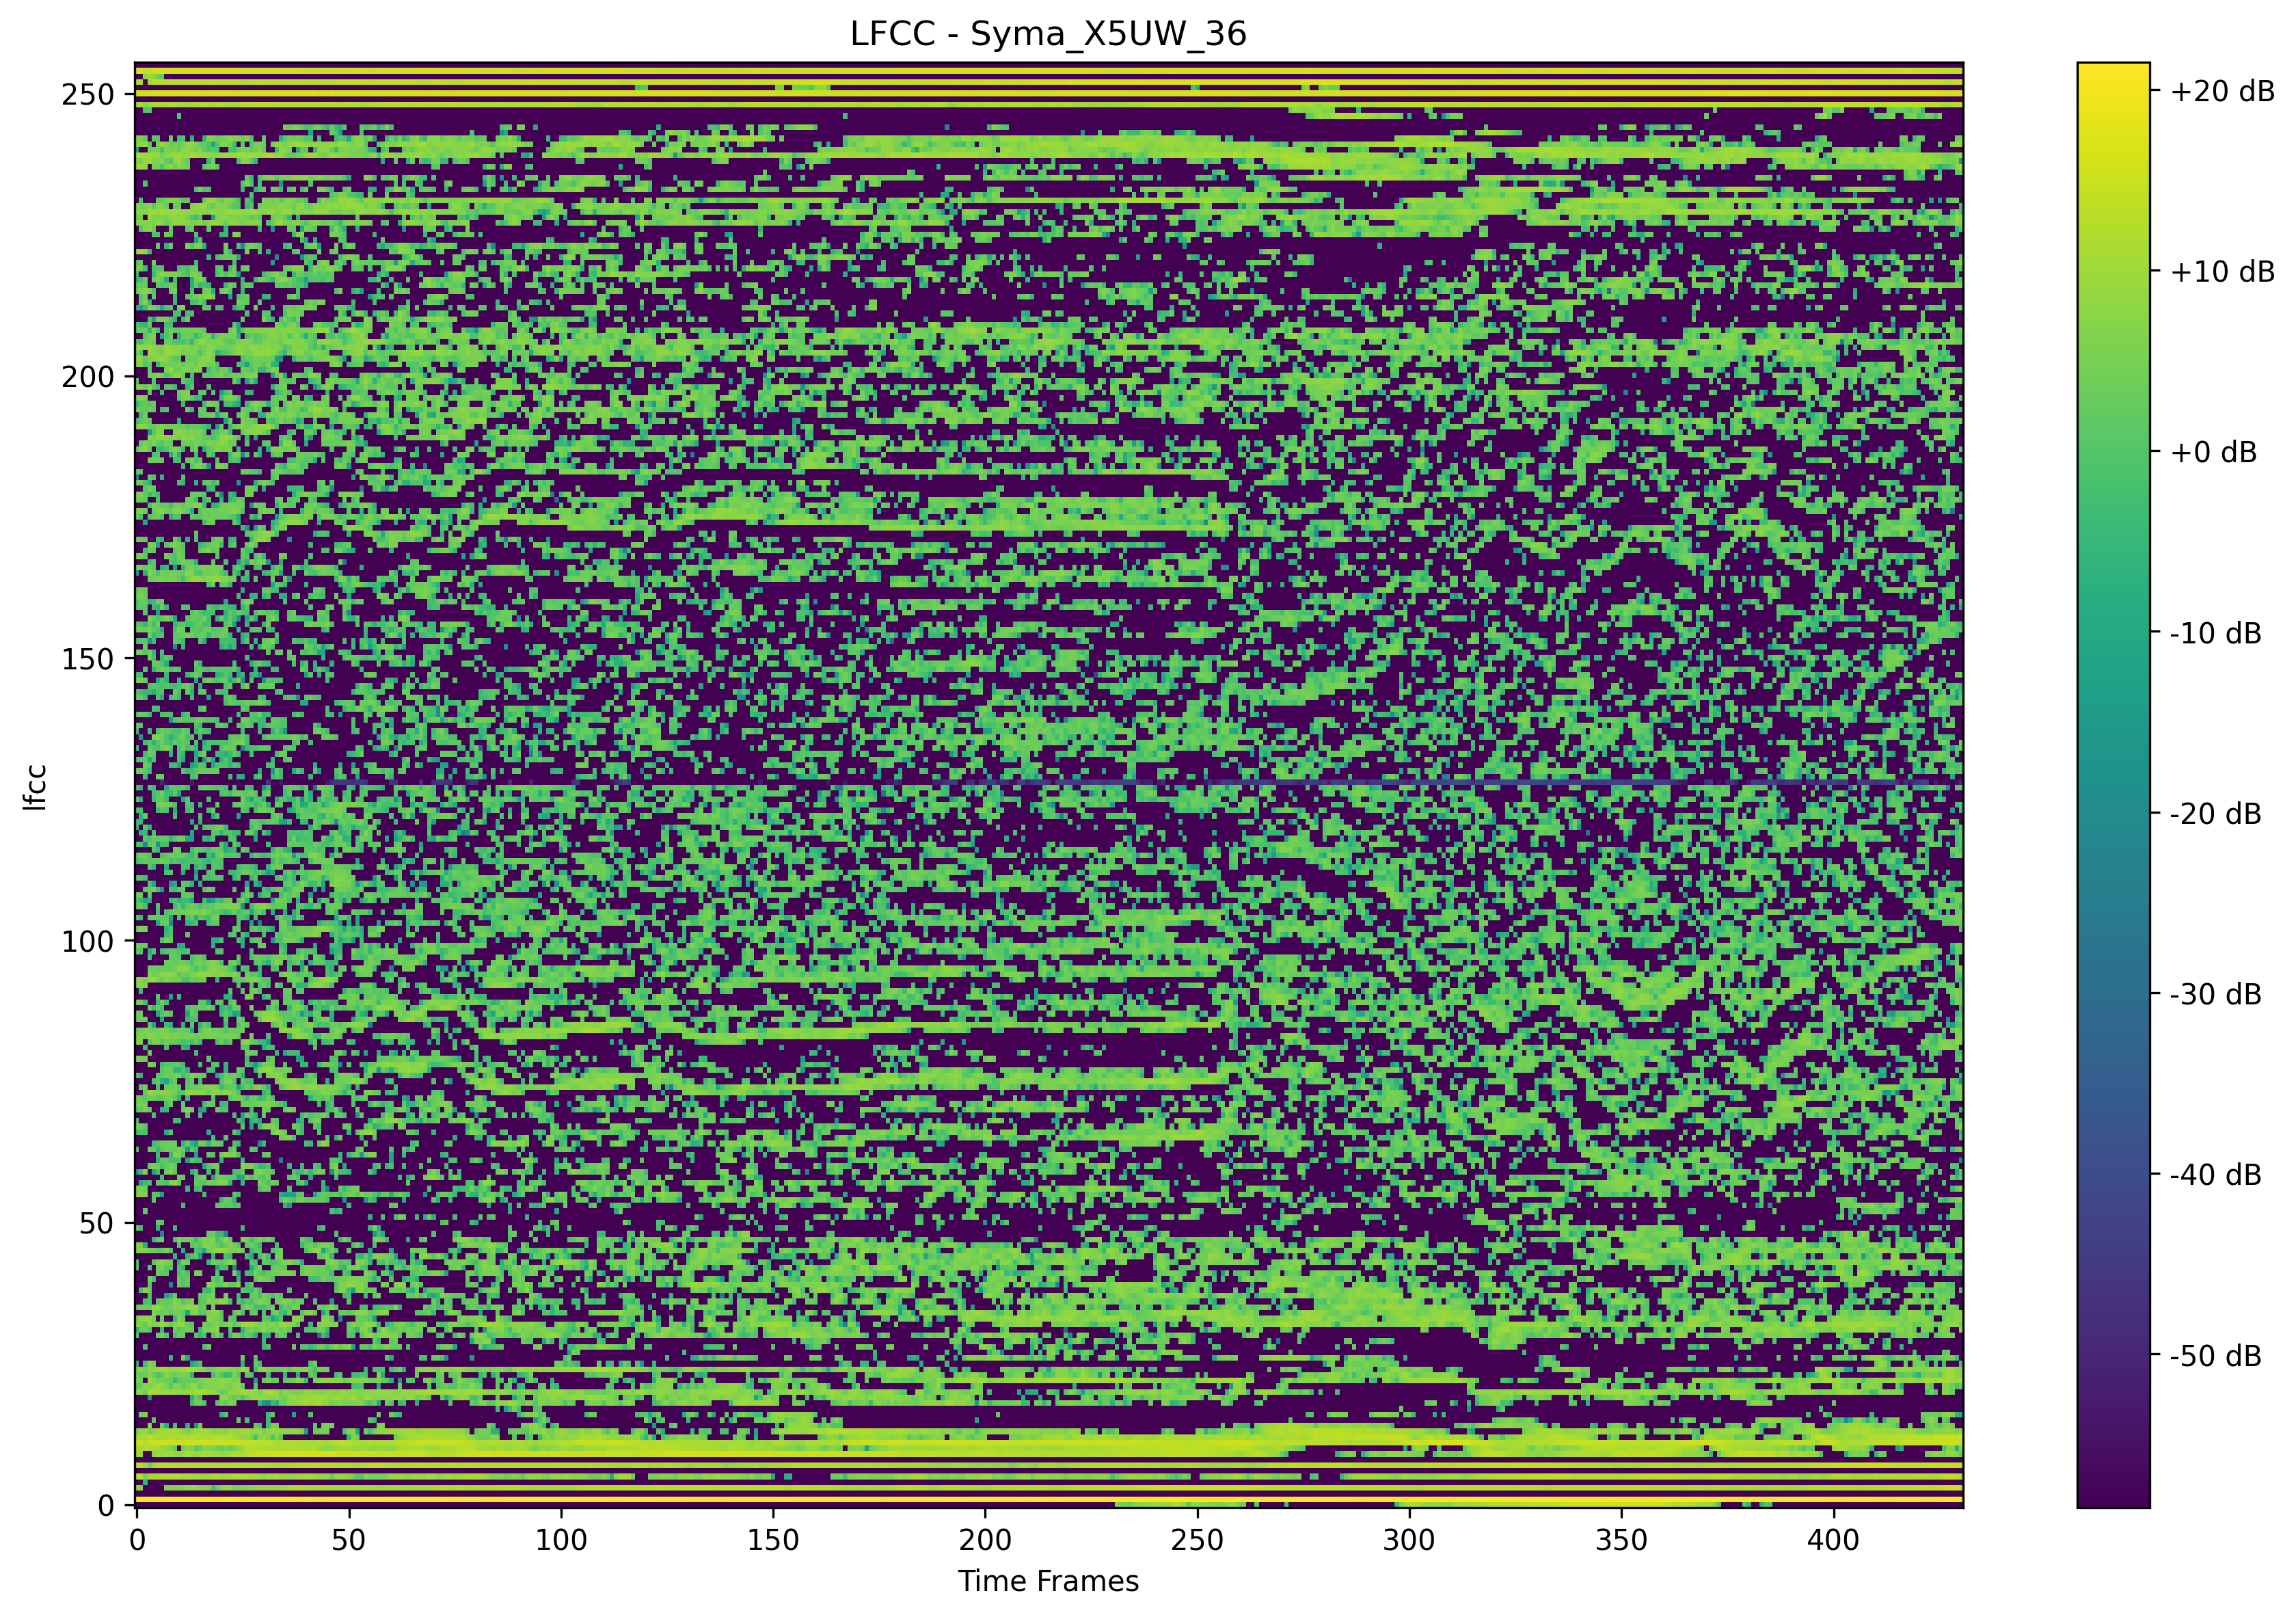 LFCC - Syma_X5UW_36
250
200
150
100
50
0
lfcc
0 50 100 150 200 250 300 350 400
Time Frames
+20 dB
+10 dB
+0 dB
-10 dB
-20 dB
-30 dB
-40 dB
-50 dB